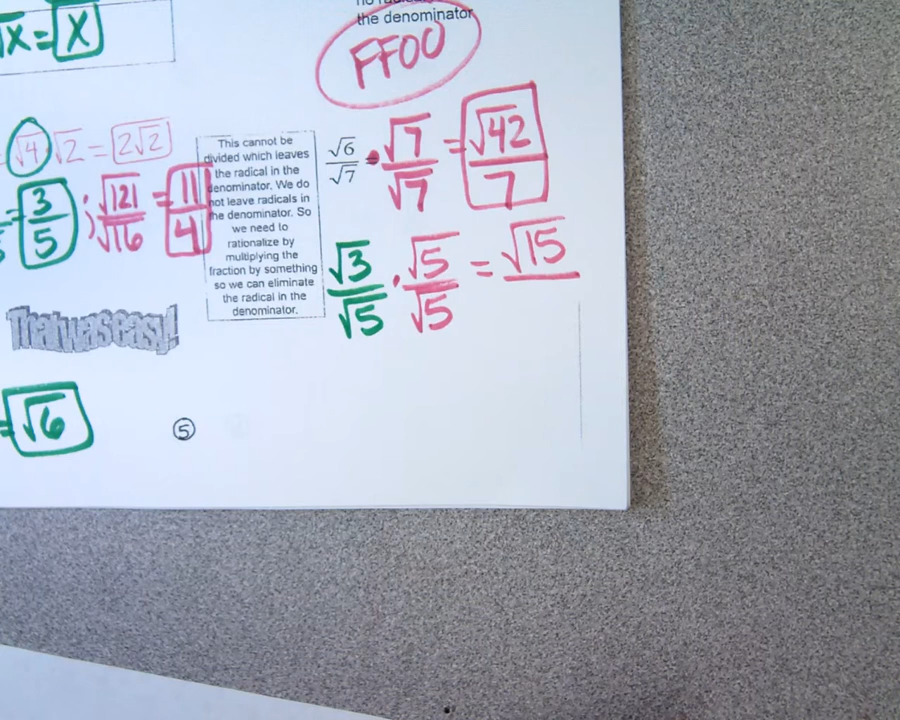 √x = √x
the denominator
FFOO
= √4 · √2 = 2√2
= 3/5 ; √121/√16 = 11/4
This cannot be
divided which leaves
the radical in the
denominator. We do
not leave radicals in
the denominator. So
we need to
rationalize by
multiplying the
fraction by something
so we can eliminate
the radical in the
denominator.
√6/√7 · √7/√7 = √42/7
√3/√5 · √5/√5 = √15
That was easy!
= √6
5